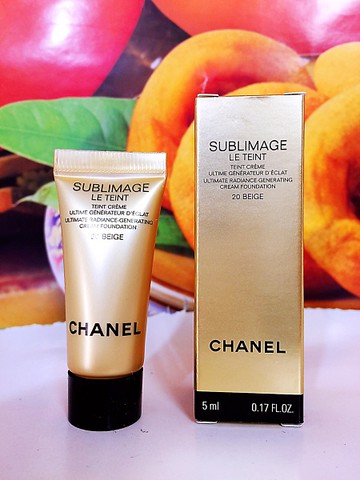 SUBLIMAGE
LE TEINT
TEINT CRÈME
ULTIME GÉNÉRATEUR D'ÉCLAT
ULTIMATE RADIANCE-GENERATING
CREAM FOUNDATION
20 BEIGE
CHANEL
SUBLIMAGE
LE TEINT
TEINT CRÈME
ULTIME GÉNÉRATEUR D'ÉCLAT
ULTIMATE RADIANCE-GENERATING
CREAM FOUNDATION
20 BEIGE
CHANEL
5 ml 0.17 FL.OZ.